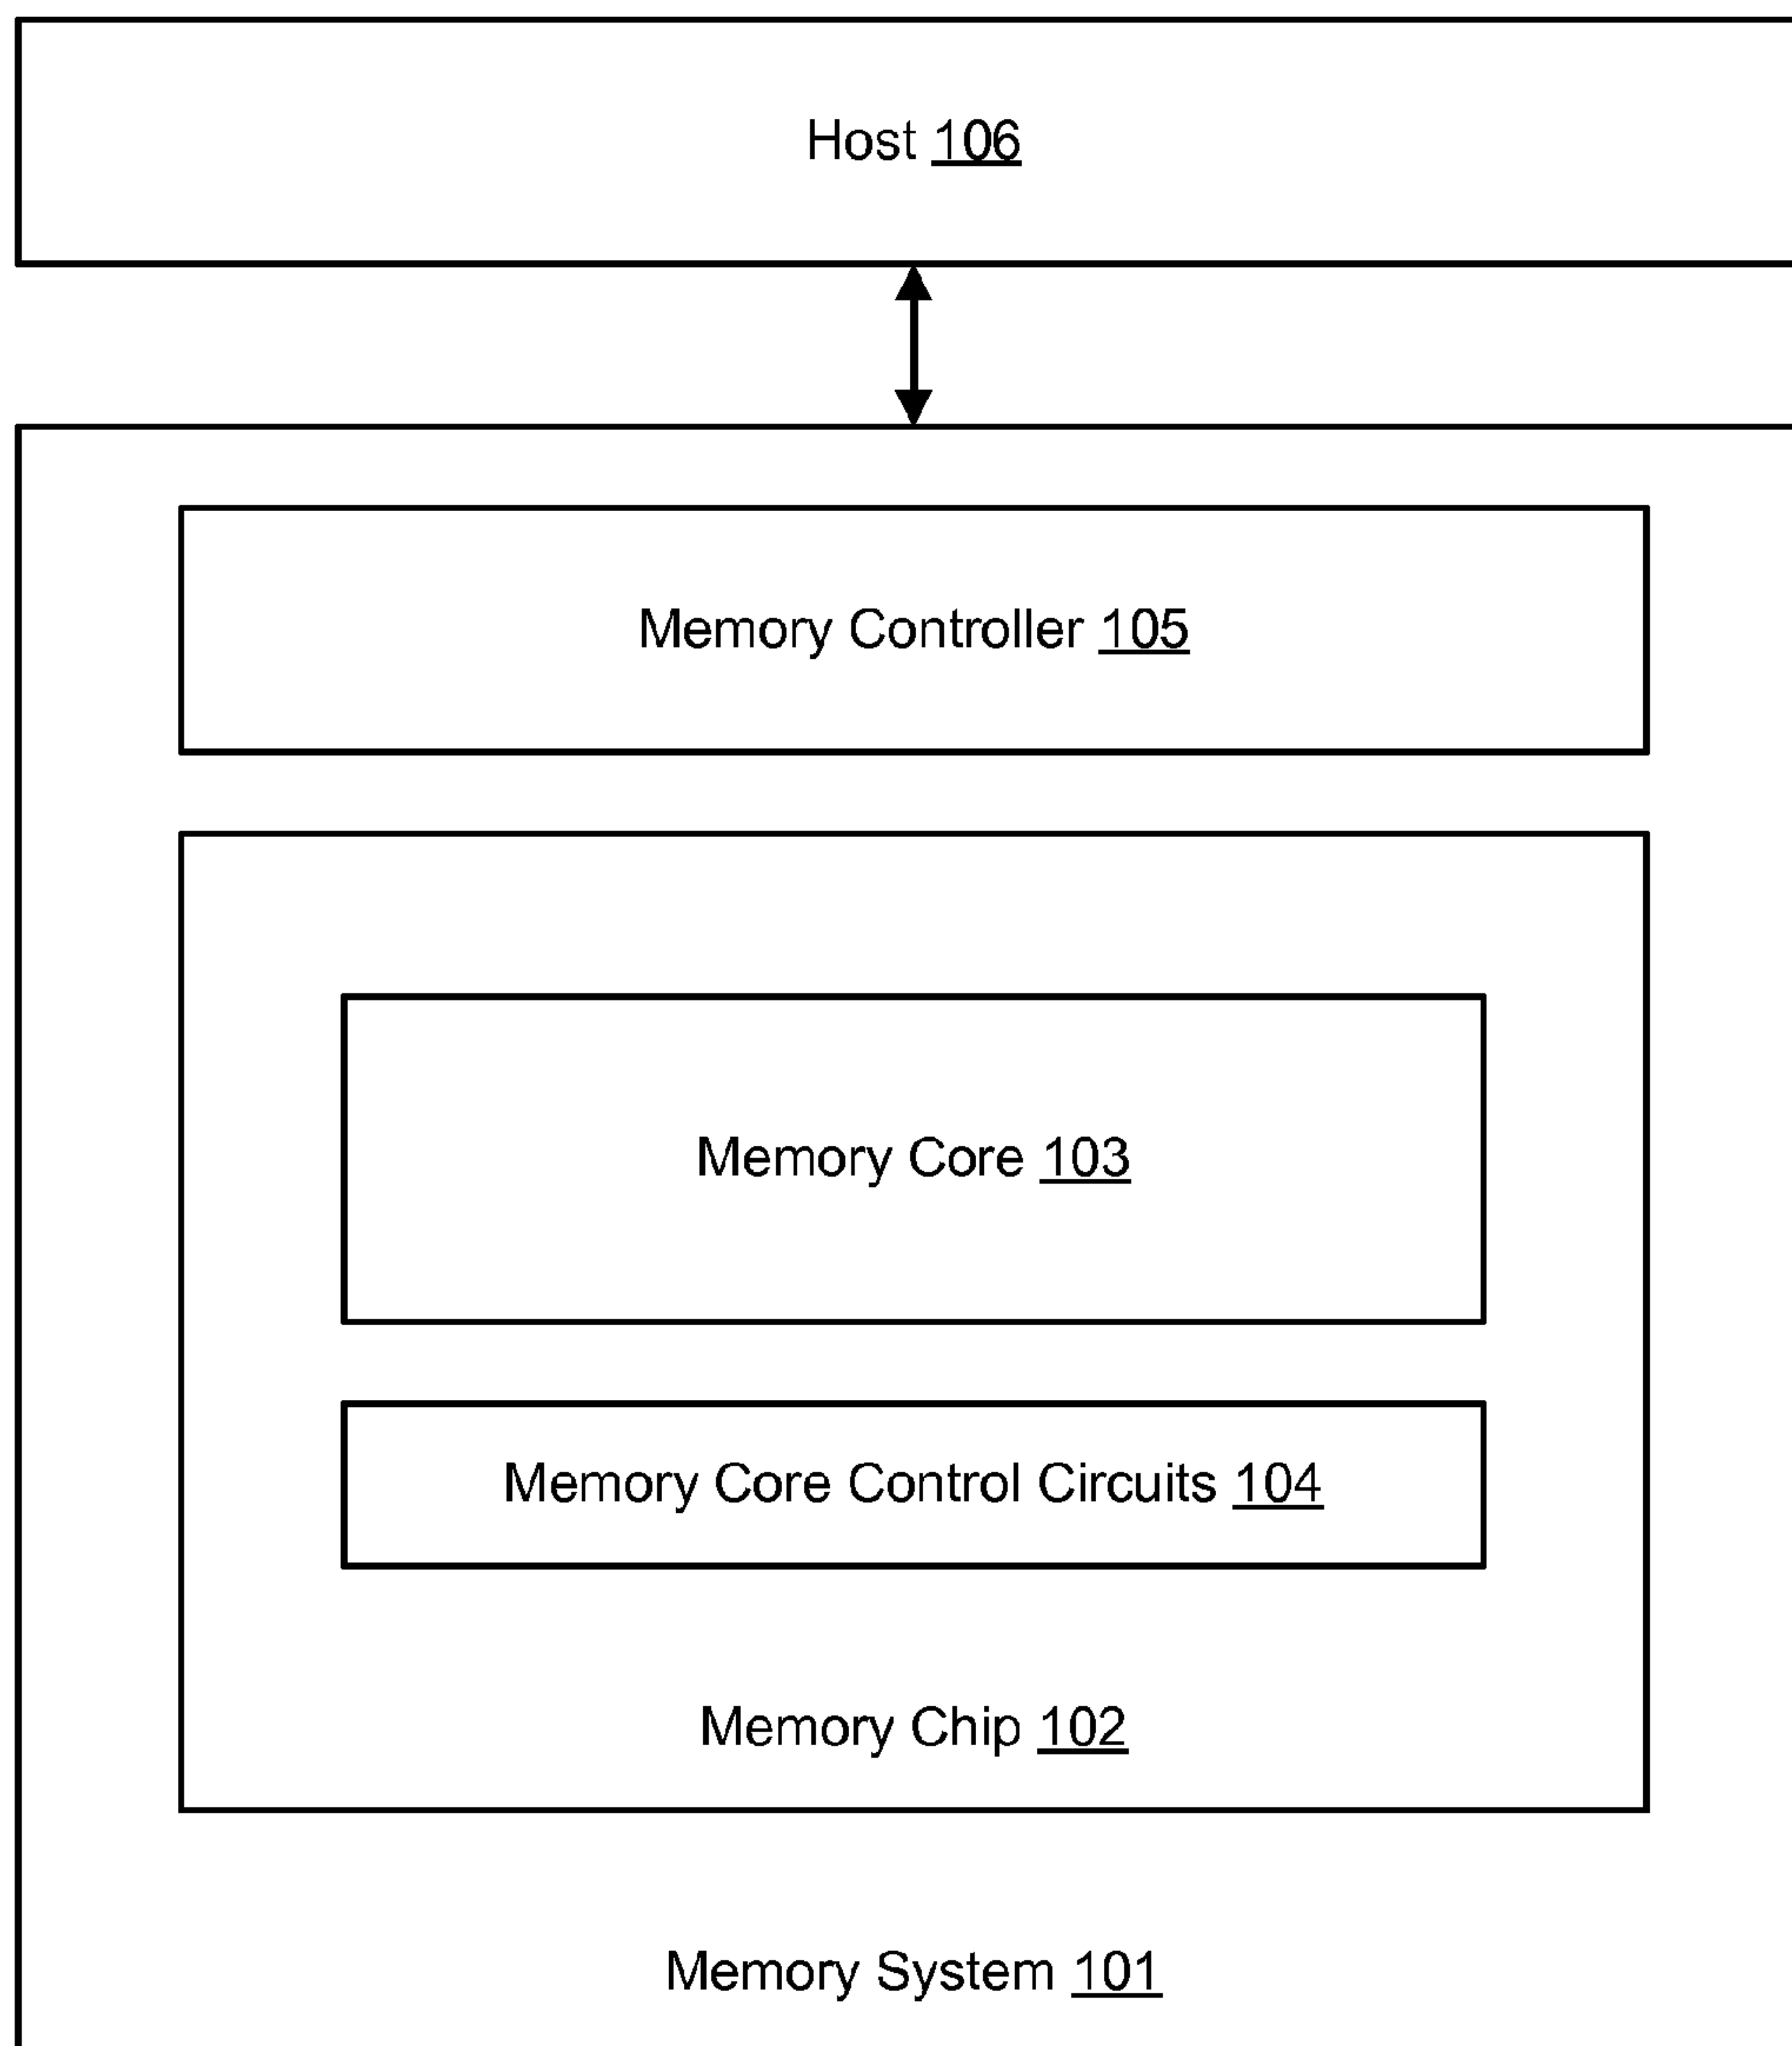 Host 106
Memory Controller 105
Memory Core 103
Memory Core Control Circuits 104
Memory Chip 102
Memory System 101